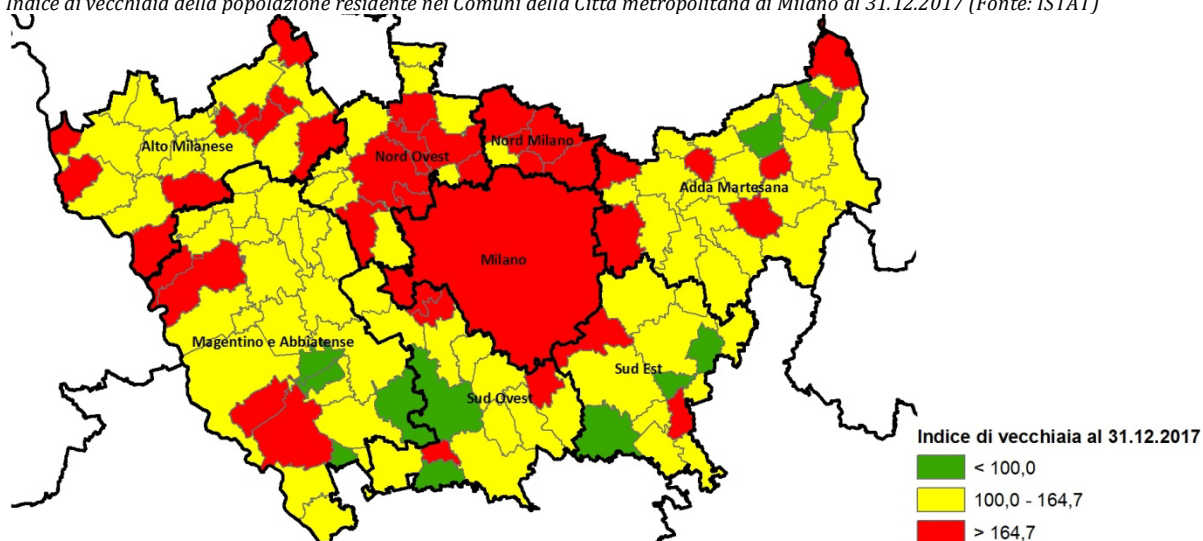 Indice di vecchiaia della popolazione residente nei Comuni della Città metropolitana di Milano al 31.12.2017 (Fonte: ISTAT)
Alto Milanese
Nord Ovest
Nord Milano
Adda Martesana
Milano
Magentino e Abbiatense
Sud Ovest
Sud Est
Indice di vecchiaia al 31.12.2017
< 100,0
100,0 - 164,7
> 164,7